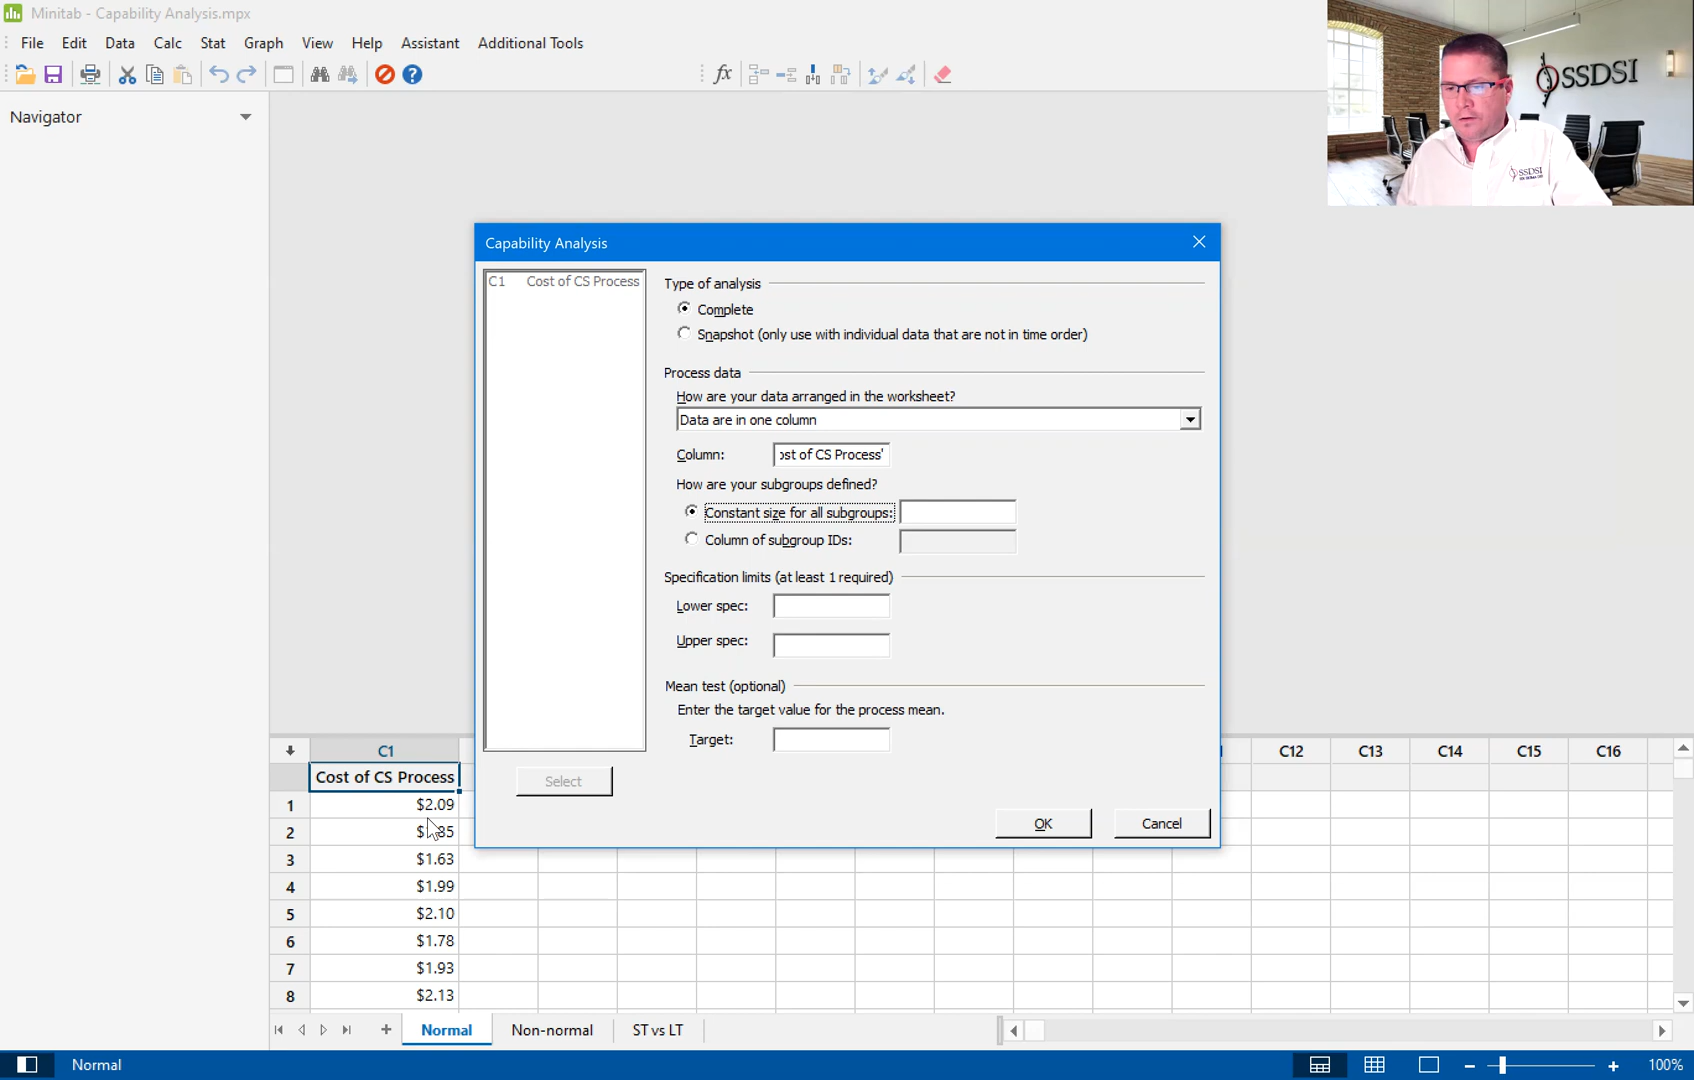 Minitab - Capability Analysis.mpx
File Edit Data Calc Stat Graph View Help Assistant Additional Tools
fx
SSDSI
SSDSI
Navigator
Capability Analysis
C1 Cost of CS Process
Type of analysis
Complete
Snapshot (only use with individual data that are not in time order)
Process data
How are your data arranged in the worksheet?
Data are in one column
Column: ost of CS Process'
How are your subgroups defined?
Constant size for all subgroups:
Column of subgroup IDs:
Specification limits (at least 1 required)
Lower spec:
Upper spec:
Mean test (optional)
Enter the target value for the process mean.
Target:
Select
OK Cancel
C1 C12 C13 C14 C15 C16
Cost of CS Process
1 $2.09
2
3 $1.63
4 $1.99
5 $2.10
6 $1.78
7 $1.93
8 $2.13
Normal Non-normal ST vs LT
Normal 100%